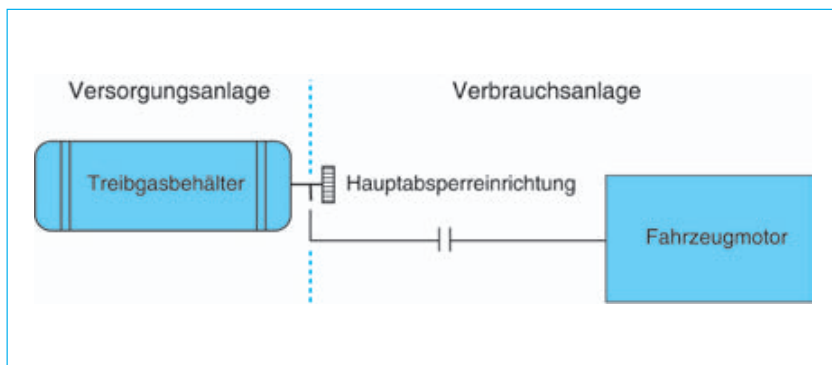 Versorgungsanlage
Verbrauchsanlage
Treibgasbehälter
Hauptabsperreinrichtung
Fahrzeugmotor